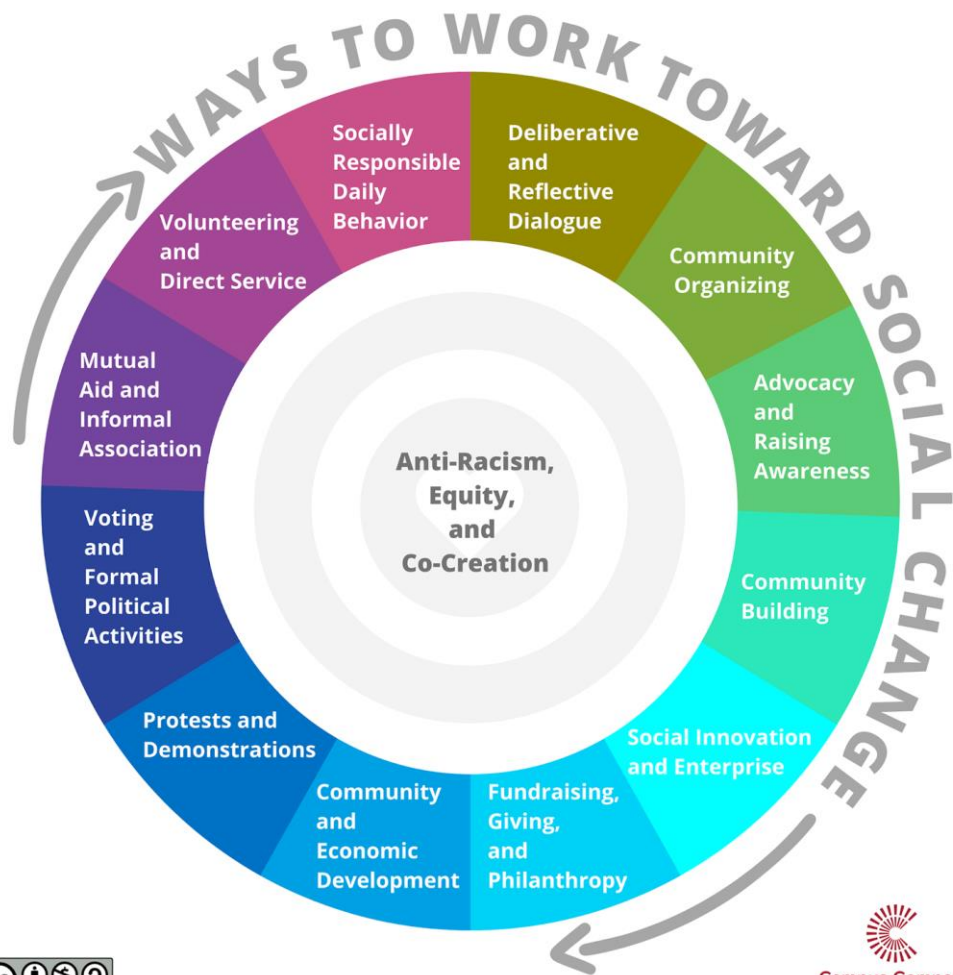 WAYS TO WORK TOWARD SOCIAL CHANGE
Deliberative
and
Reflective
Dialogue
Community
Organizing
Advocacy
and
Raising
Awareness
Community
Building
Social Innovation
and Enterprise
Fundraising,
Giving,
and
Philanthropy
Community
and
Economic
Development
Protests and
Demonstrations
Voting
and
Formal
Political
Activities
Mutual
Aid and
Informal
Association
Volunteering
and
Direct Service
Socially
Responsible
Daily
Behavior
Anti-Racism,
Equity,
and
Co-Creation